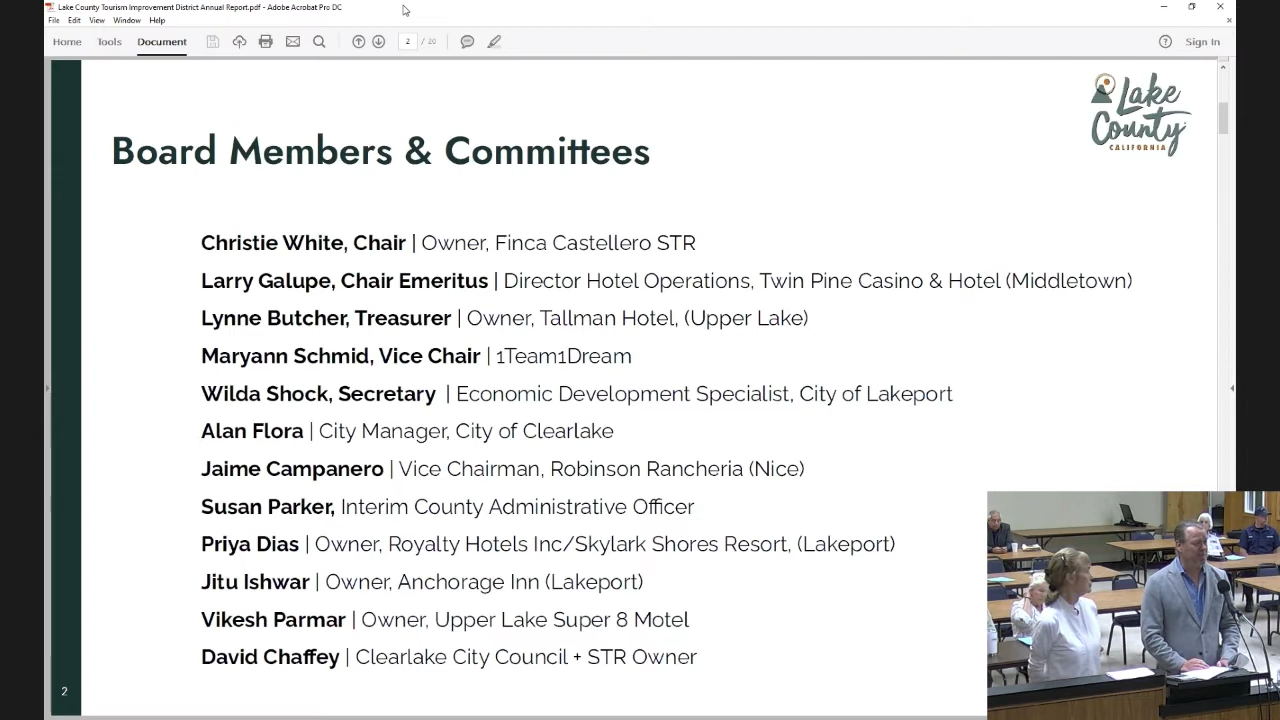 Lake County Tourism Improvement District Annual Report.pdf - Adobe Acrobat Pro DC
File Edit View Window Help
Home Tools Document 2 / 20 Sign In
Lake County CALIFORNIA
Board Members & Committees
Christie White, Chair | Owner, Finca Castellero STR
Larry Galupe, Chair Emeritus | Director Hotel Operations, Twin Pine Casino & Hotel (Middletown)
Lynne Butcher, Treasurer | Owner, Tallman Hotel, (Upper Lake)
Maryann Schmid, Vice Chair | 1Team1Dream
Wilda Shock, Secretary | Economic Development Specialist, City of Lakeport
Alan Flora | City Manager, City of Clearlake
Jaime Campanero | Vice Chairman, Robinson Rancheria (Nice)
Susan Parker, Interim County Administrative Officer
Priya Dias | Owner, Royalty Hotels Inc/Skylark Shores Resort, (Lakeport)
Jitu Ishwar | Owner, Anchorage Inn (Lakeport)
Vikesh Parmar | Owner, Upper Lake Super 8 Motel
David Chaffey | Clearlake City Council + STR Owner
2